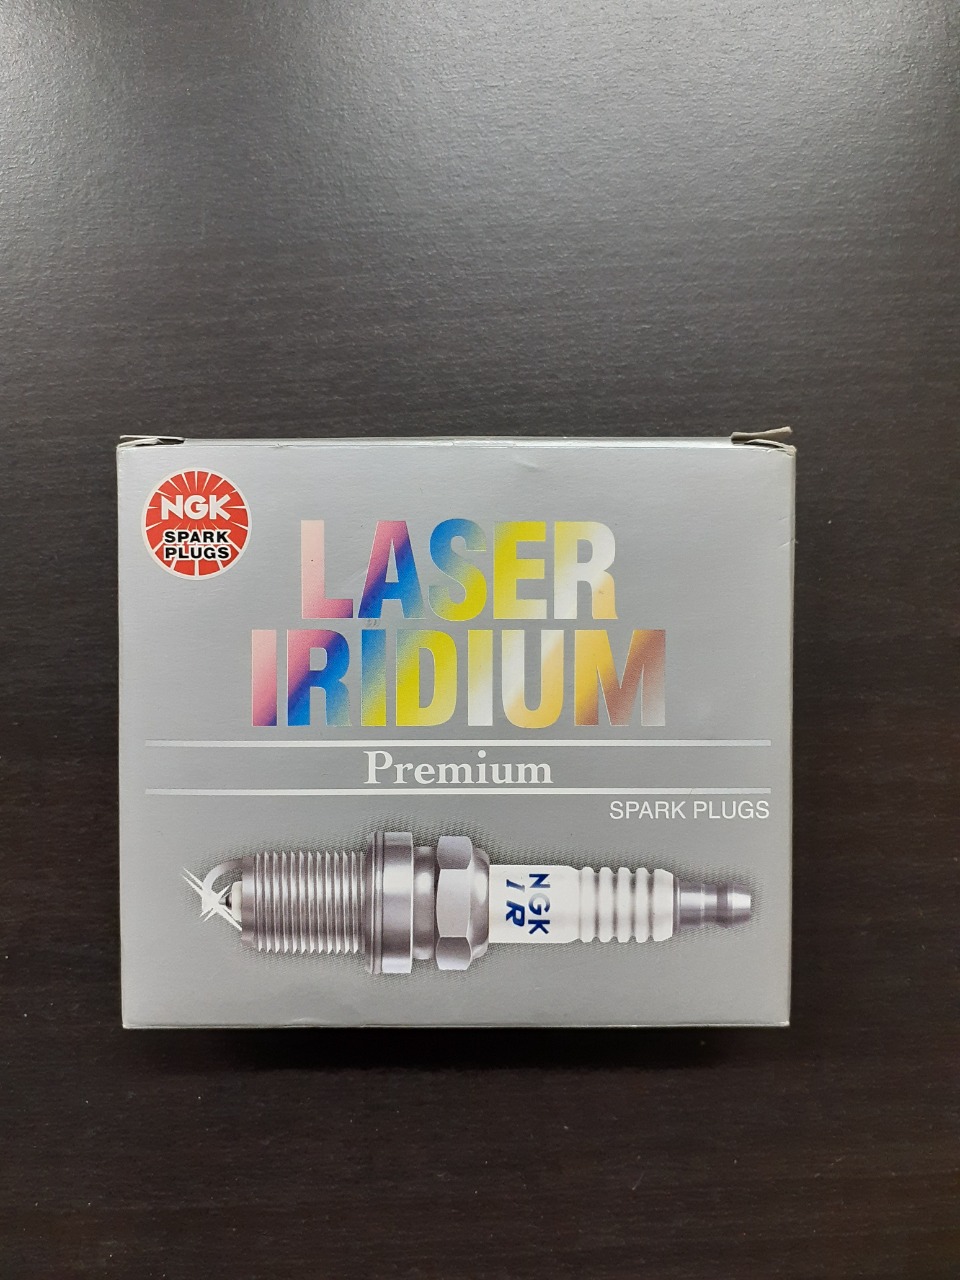 NGK
SPARK
PLUGS
LASER
IRIDIUM
Premium
SPARK PLUGS
NGK
IR